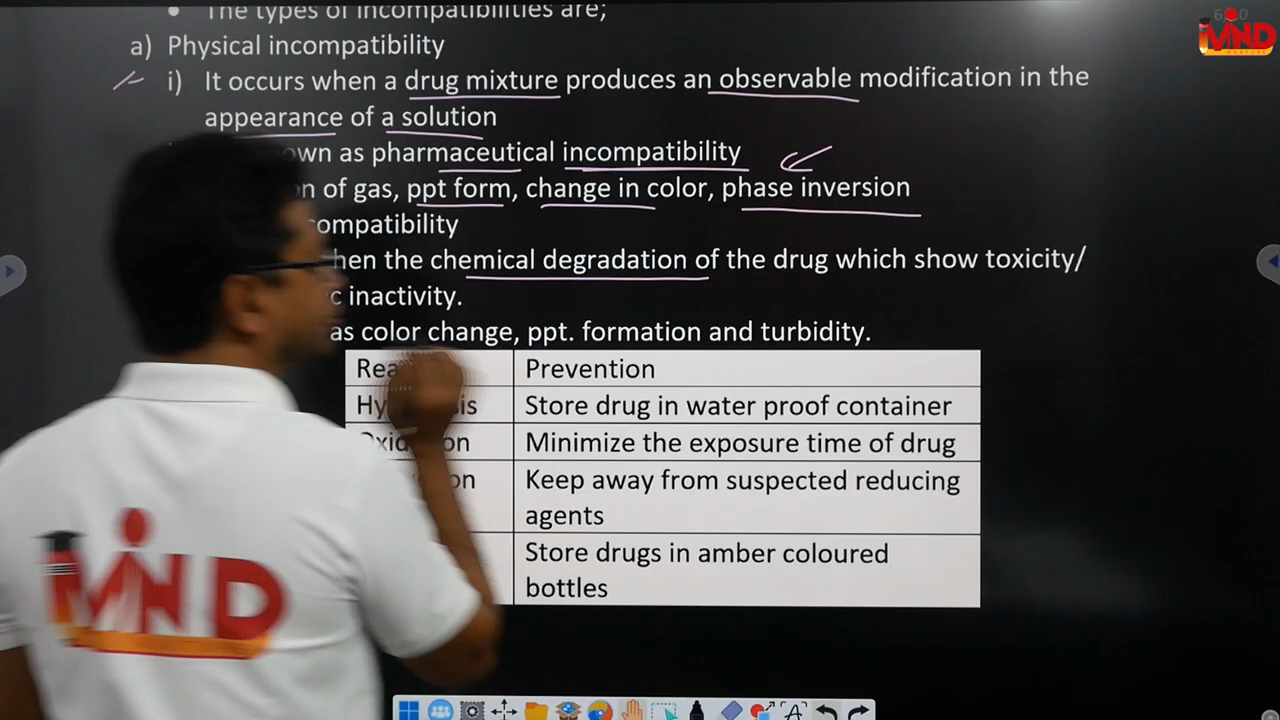 The types of incompatibilities are;
a) Physical incompatibility
i) It occurs when a drug mixture produces an observable modification in the
appearance of a solution
as pharmaceutical incompatibility
of gas, ppt form, change in color, phase inversion
the chemical degradation of the drug which show toxicity/
inactivity.
as color change, ppt. formation and turbidity.
Prevention
Store drug in water proof container
Minimize the exposure time of drug
Keep away from suspected reducing
agents
Store drugs in amber coloured
bottles